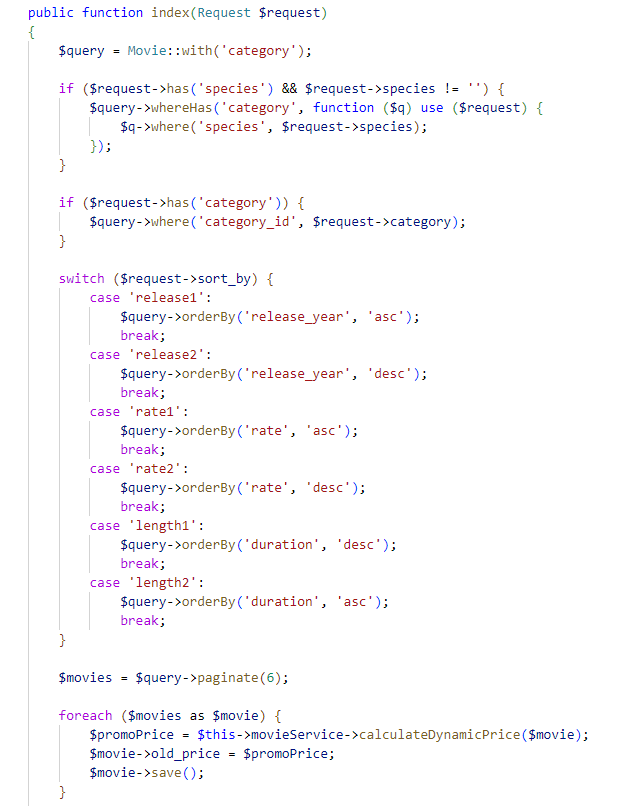 public function index(Request $request)
{
    $query = Movie::with('category');

    if ($request->has('species') && $request->species != '') {
        $query->whereHas('category', function ($q) use ($request) {
            $q->where('species', $request->species);
        });
    }

    if ($request->has('category')) {
        $query->where('category_id', $request->category);
    }

    switch ($request->sort_by) {
        case 'release1':
            $query->orderBy('release_year', 'asc');
            break;
        case 'release2':
            $query->orderBy('release_year', 'desc');
            break;
        case 'rate1':
            $query->orderBy('rate', 'asc');
            break;
        case 'rate2':
            $query->orderBy('rate', 'desc');
            break;
        case 'length1':
            $query->orderBy('duration', 'desc');
            break;
        case 'length2':
            $query->orderBy('duration', 'asc');
            break;
    }

    $movies = $query->paginate(6);

    foreach ($movies as $movie) {
        $promoPrice = $this->movieService->calculateDynamicPrice($movie);
        $movie->old_price = $promoPrice;
        $movie->save();
    }